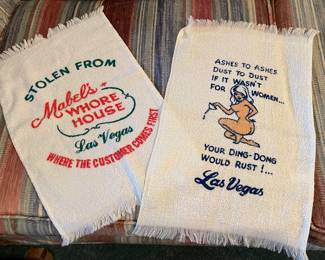 STOLEN FROM
Mabel's
WHORE
HOUSE
Las Vegas
WHERE THE CUSTOMER COMES FIRST
ASHES TO ASHES
DUST TO DUST
IF IT WASN'T
FOR WOMEN...
YOUR DING-DONG
WOULD RUST !...
Las Vegas